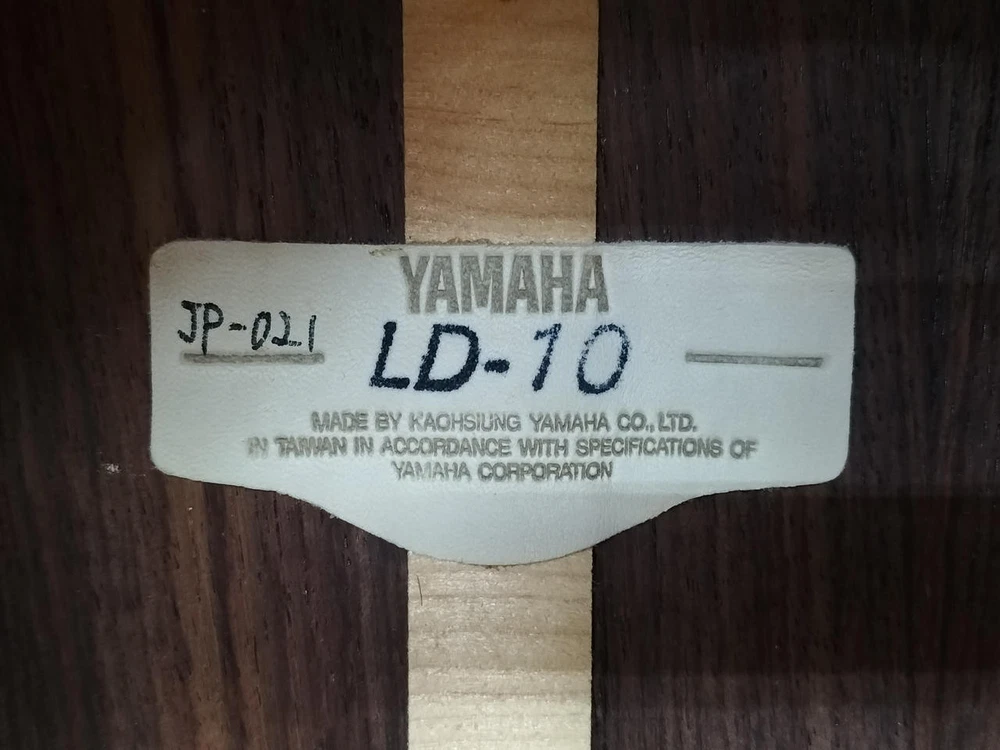 YAMAHA
JP-021
LD-10
MADE BY KAOHSIUNG YAMAHA CO., LTD.
IN TAIWAN IN ACCORDANCE WITH SPECIFICATIONS OF
YAMAHA CORPORATION